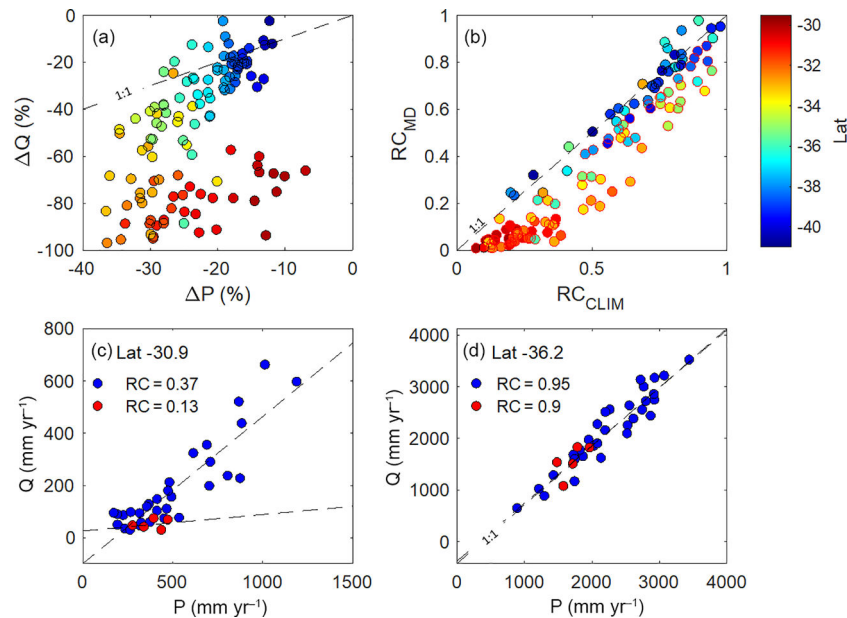 (a)
0
-20
-40
-60
-80
-100
ΔQ (%)
1:1
-40 -30 -20 -10 0
ΔP (%)
(b)
1
0.8
0.6
0.4
0.2
0
RC_MD
1:1
0 0.5 1
RC_CLIM
-30
-32
-34
-36
-38
-40
Lat
(c) Lat -30.9
RC = 0.37
RC = 0.13
800
600
400
200
0
Q (mm yr⁻¹)
0 500 1000 1500
P (mm yr⁻¹)
(d) Lat -36.2
RC = 0.95
RC = 0.9
4000
3000
2000
1000
0
Q (mm yr⁻¹)
1:1
0 1000 2000 3000 4000
P (mm yr⁻¹)